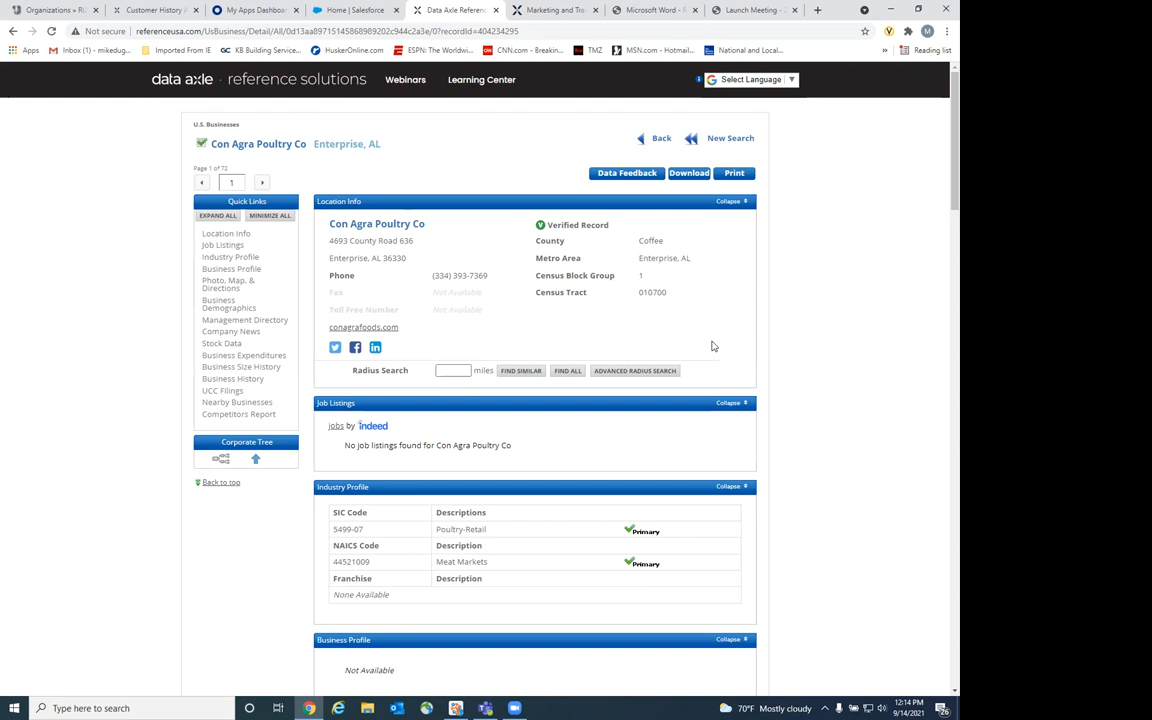 Organizations « RU
Customer History A
My Apps Dashboa
Home | Salesforce
Data Axle Referenc
Marketing and Tra
Microsoft Word - R
Launch Meeting - Z
Not secure | referenceusa.com/UsBusiness/Detail/All/0d13aa89715145868989202c944c2a3e/0?recordId=404234295
Apps
Inbox (1) - mikedug...
Imported From IE
KB Building Service...
HuskerOnline.com
ESPN: The Worldwi...
CNN.com - Breakin...
TMZ
MSN.com - Hotmail...
National and Local...
»
Reading list
data axle reference solutions
Webinars
Learning Center
Select Language
U.S. Businesses
Con Agra Poultry Co Enterprise, AL
Back
New Search
Page 1 of 72
1
Data Feedback
Download
Print
Quick Links
EXPAND ALL
MINIMIZE ALL
Location Info
Job Listings
Industry Profile
Business Profile
Photo, Map, &
Directions
Business
Demographics
Management Directory
Company News
Stock Data
Business Expenditures
Business Size History
Business History
UCC Filings
Nearby Businesses
Competitors Report
Corporate Tree
Back to top
Location Info
Collapse
Con Agra Poultry Co
Verified Record
4693 County Road 636
County Coffee
Enterprise, AL 36330
Metro Area Enterprise, AL
Phone (334) 393-7369
Census Block Group 1
Fax Not Available
Census Tract 010700
Toll Free Number Not Available
conagrafoods.com
Radius Search
miles
FIND SIMILAR
FIND ALL
ADVANCED RADIUS SEARCH
Job Listings
Collapse
jobs by indeed
No job listings found for Con Agra Poultry Co
Industry Profile
Collapse
SIC Code Descriptions
5499-07 Poultry-Retail Primary
NAICS Code Description
44521009 Meat Markets Primary
Franchise Description
None Available
Business Profile
Collapse
Not Available
Type here to search
70°F Mostly cloudy
12:14 PM
9/14/2021
26